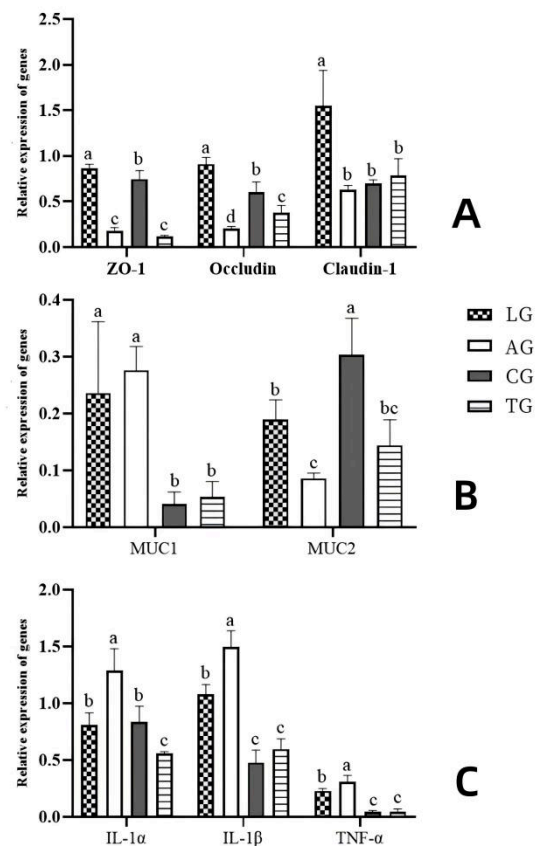 Relative expression of genes
2.5
2.0
1.5
1.0
0.5
0.0
a
c
b
c
a
d
b
c
a
b
b
b
ZO-1 Occludin Claudin-1
A
Relative expression of genes
0.4
0.3
0.2
0.1
0.0
a
a
b
b
b
c
a
bc
MUC1 MUC2
LG
AG
CG
TG
B
Relative expression of genes
2.0
1.5
1.0
0.5
0.0
b
a
b
c
b
a
c
c
b
a
c
c
IL-1α IL-1β TNF-α
C